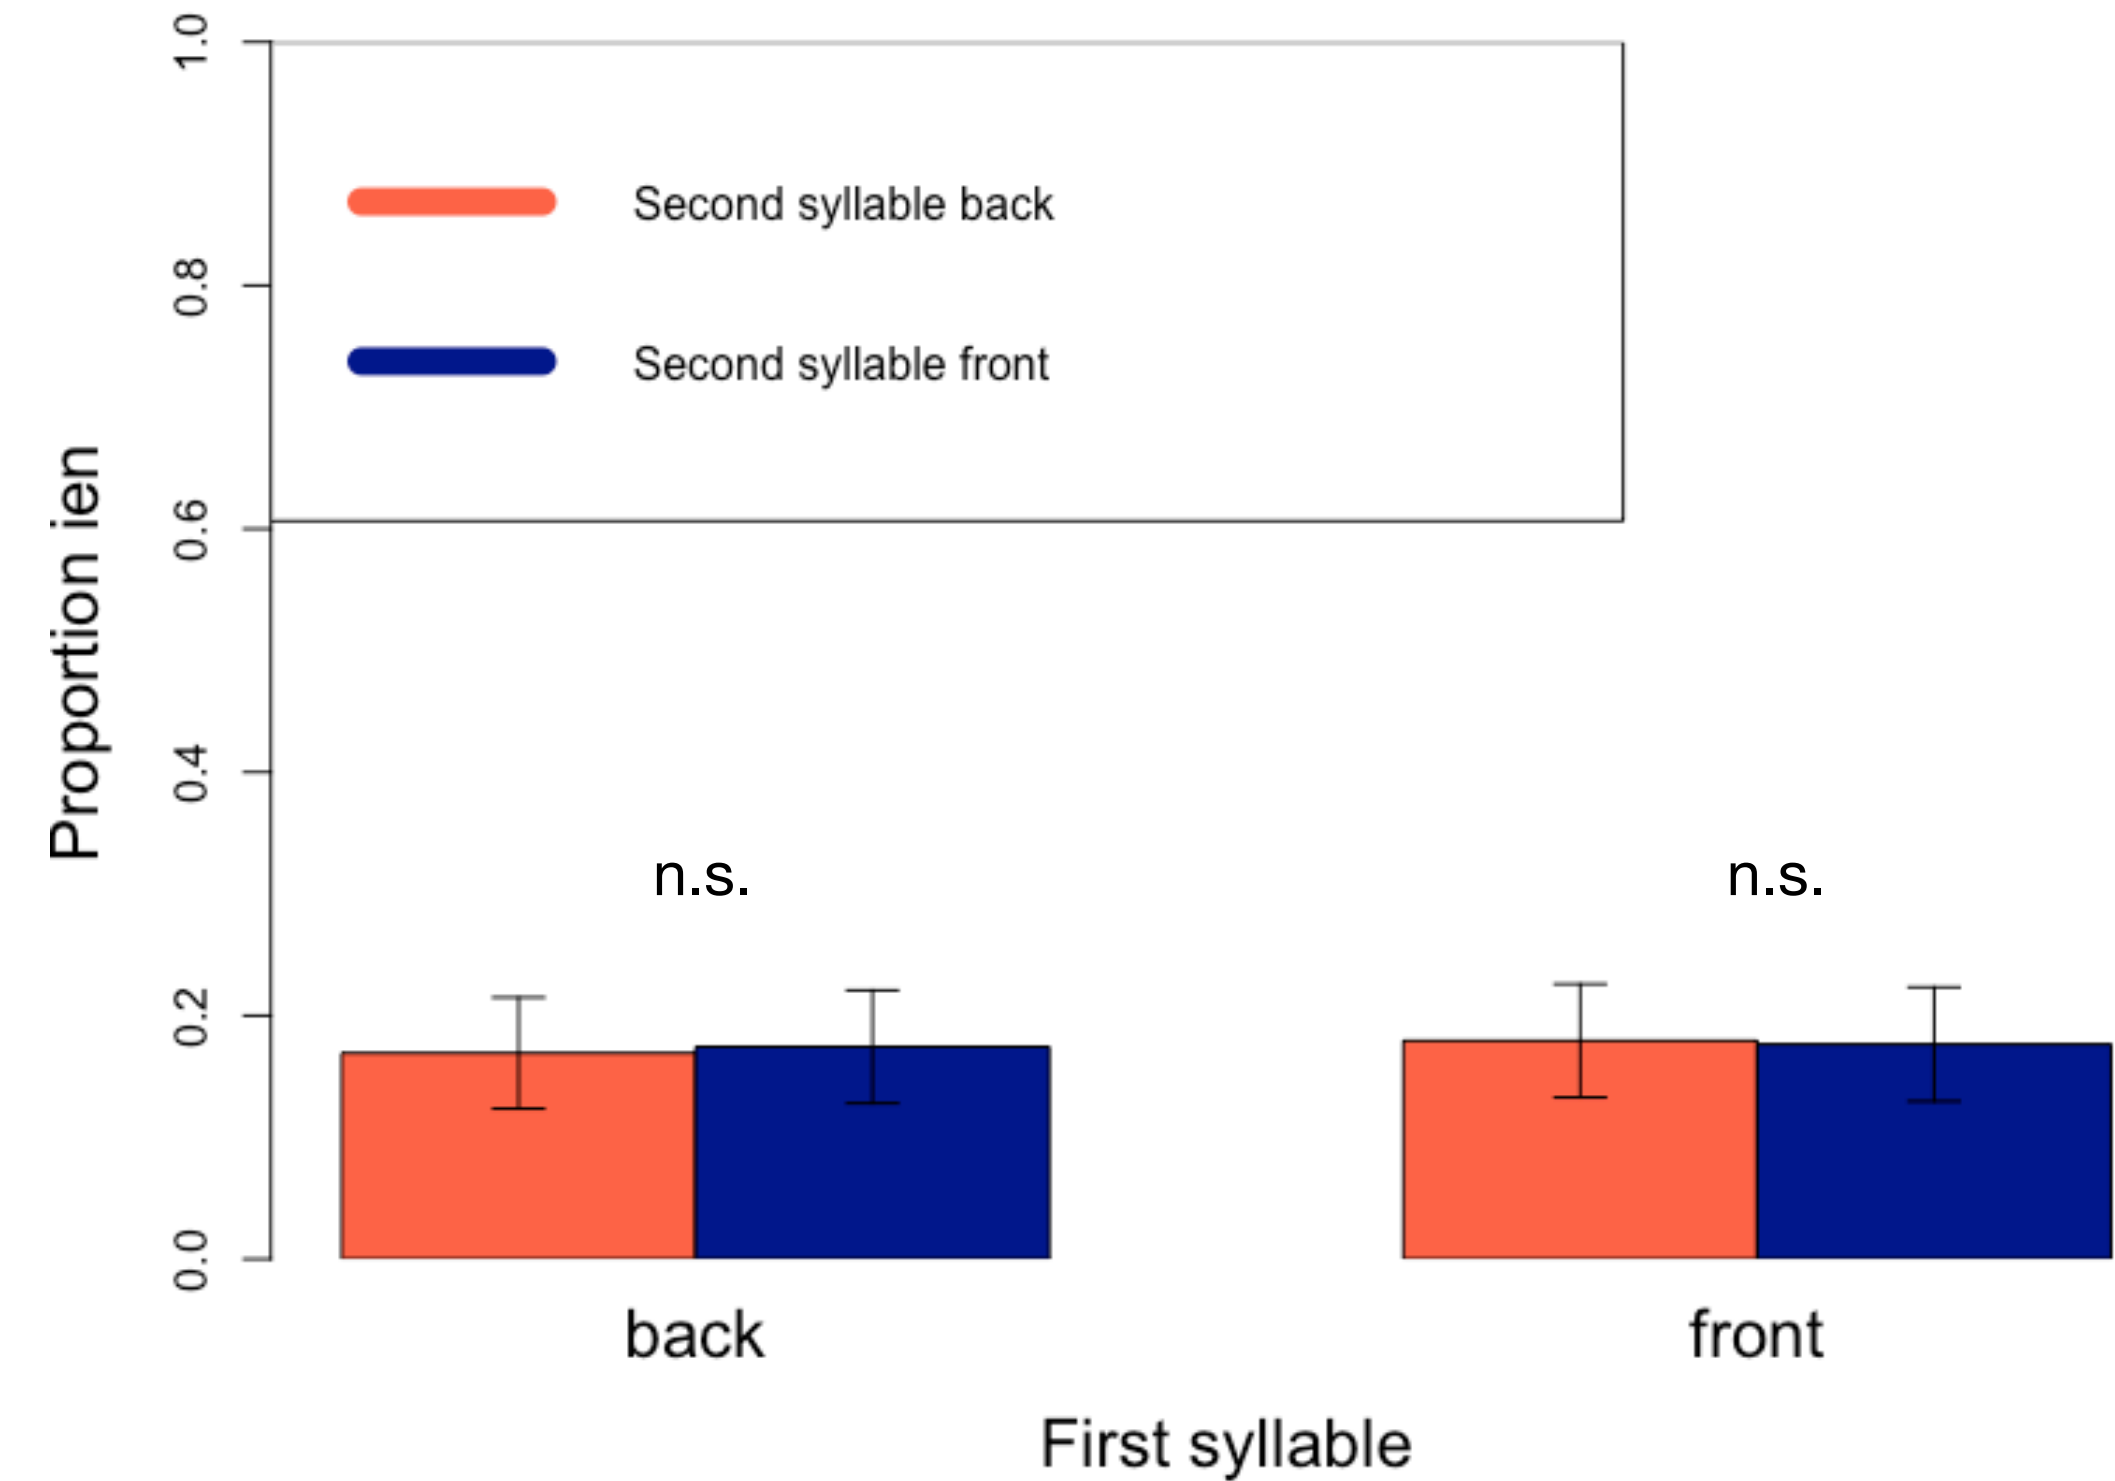 Proportion ien
1.0
0.8
0.6
0.4
0.2
0.0
Second syllable back
Second syllable front
n.s.
n.s.
back
front
First syllable